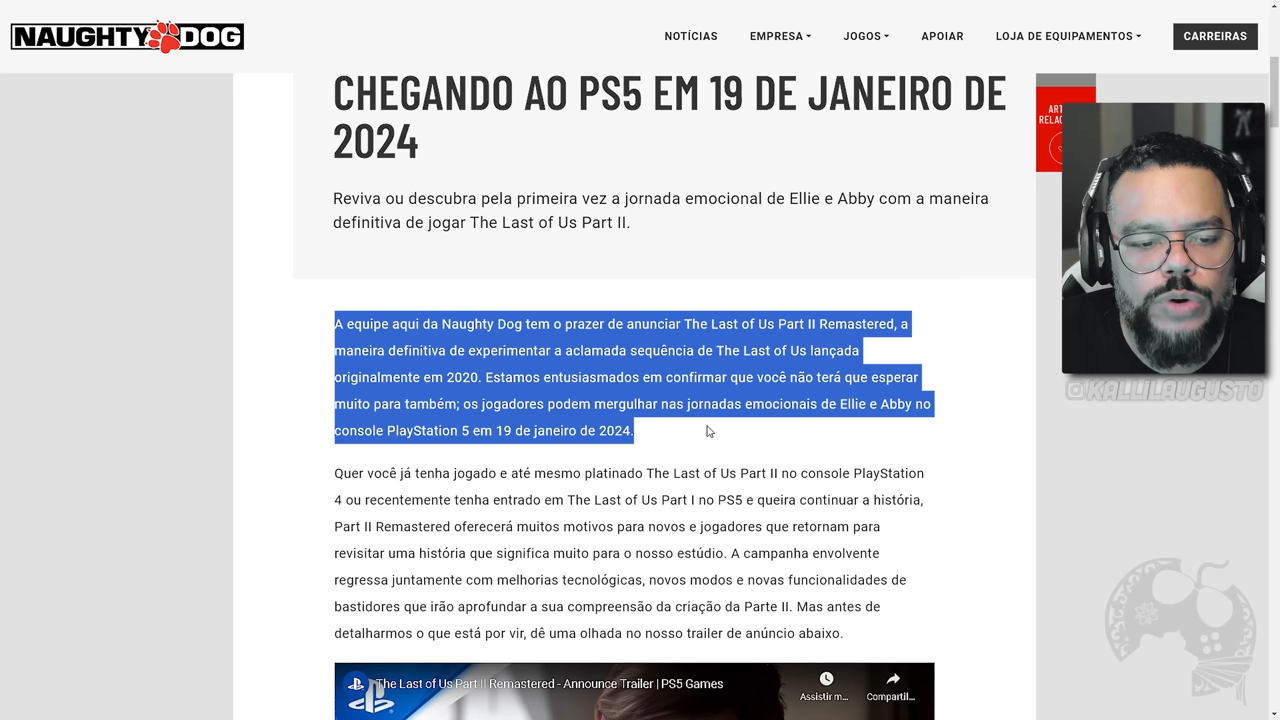 NAUGHTY DOG
NOTÍCIAS
EMPRESA
JOGOS
APOIAR
LOJA DE EQUIPAMENTOS
CARREIRAS
CHEGANDO AO PS5 EM 19 DE JANEIRO DE
2024
Reviva ou descubra pela primeira vez a jornada emocional de Ellie e Abby com a maneira
definitiva de jogar The Last of Us Part II.
A equipe aqui da Naughty Dog tem o prazer de anunciar The Last of Us Part II Remastered, a
maneira definitiva de experimentar a aclamada sequência de The Last of Us lançada
originalmente em 2020. Estamos entusiasmados em confirmar que você não terá que esperar
muito para também; os jogadores podem mergulhar nas jornadas emocionais de Ellie e Abby no
console PlayStation 5 em 19 de janeiro de 2024.
Quer você já tenha jogado e até mesmo platinado The Last of Us Part II no console PlayStation
4 ou recentemente tenha entrado em The Last of Us Part I no PS5 e queira continuar a história,
Part II Remastered oferecerá muitos motivos para novos e jogadores que retornam para
revisitar uma história que significa muito para o nosso estúdio. A campanha envolvente
regressa juntamente com melhorias tecnológicas, novos modos e novas funcionalidades de
bastidores que irão aprofundar a sua compreensão da criação da Parte II. Mas antes de
detalharmos o que está por vir, dê uma olhada no nosso trailer de anúncio abaixo.
The Last of Us Part II Remastered - Announce Trailer | PS5 Games
Assistir m...
Compartil...
@KALLILAUGUSTO